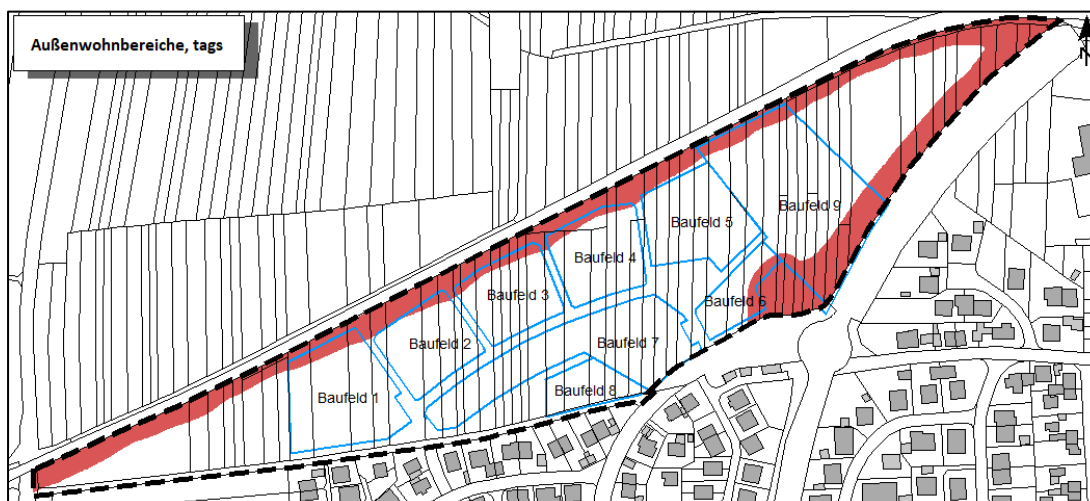 Außenwohnbereiche, tags
N
Baufeld 9
Baufeld 5
Baufeld 4
Baufeld 3
Baufeld 6
Baufeld 2
Baufeld 7
Baufeld 8
Baufeld 1